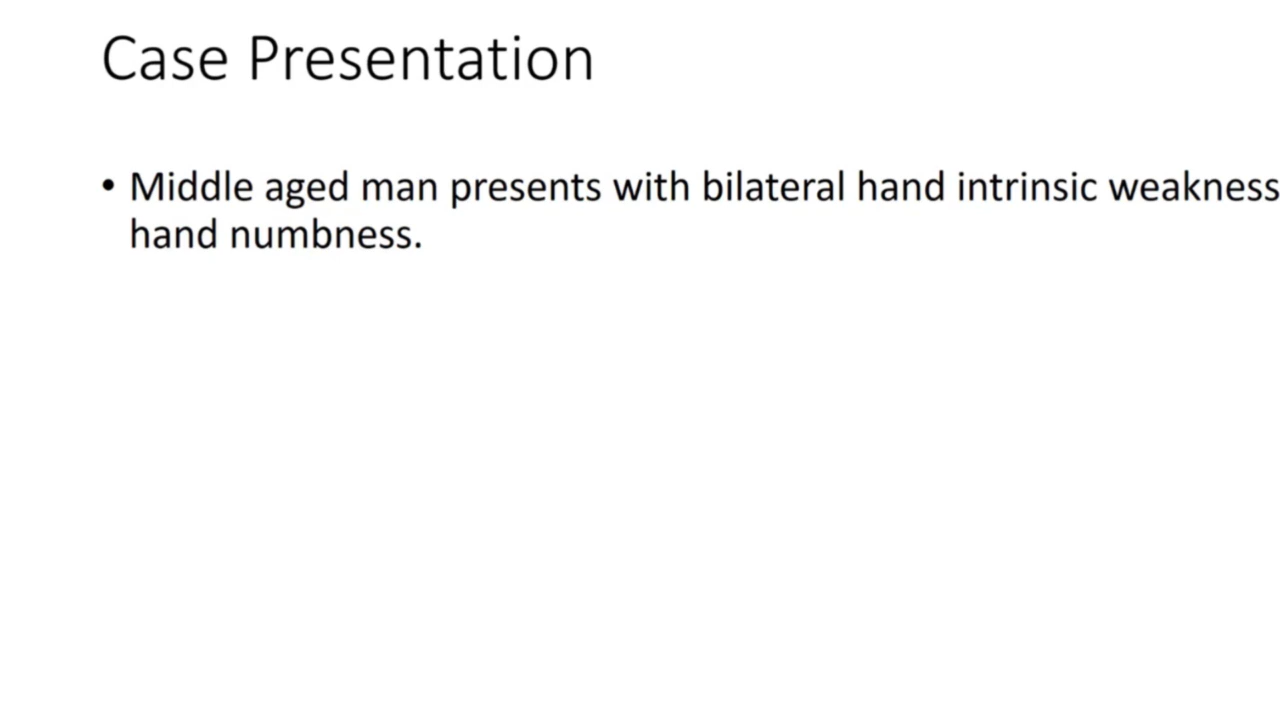 Case Presentation
• Middle aged man presents with bilateral hand intrinsic weakness
hand numbness.